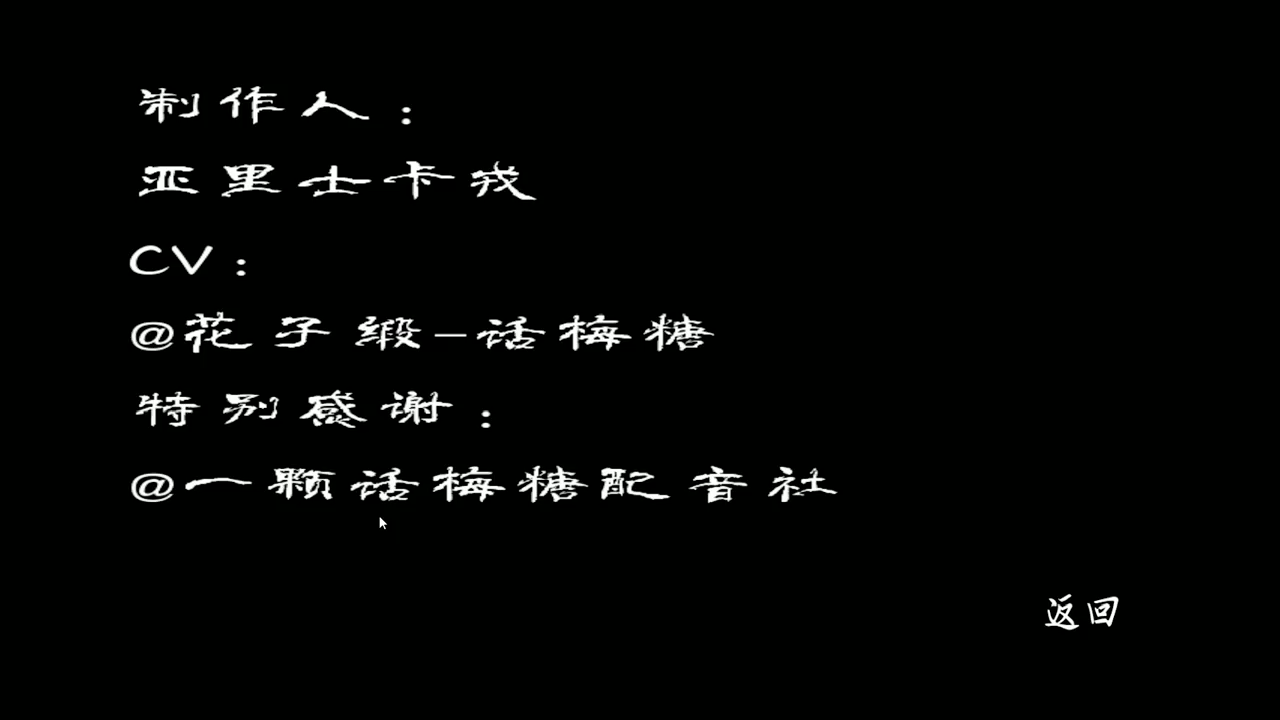 制作人：
亚里士卡戎
CV：
@花子缎-话梅糖
特别感谢：
@一颗话梅糖配音社
返回